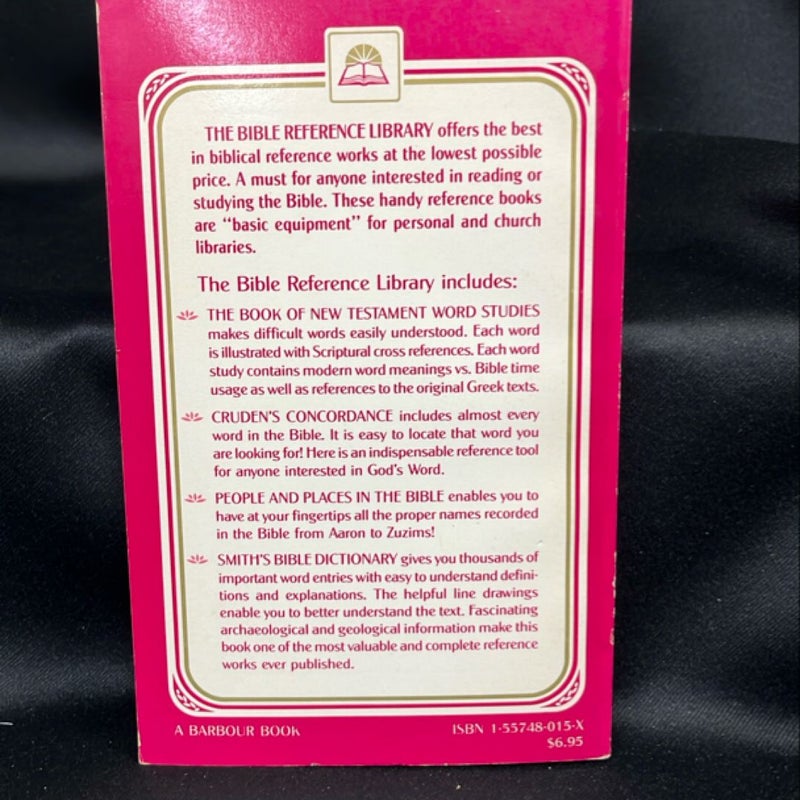 THE BIBLE REFERENCE LIBRARY offers the best
in biblical reference works at the lowest possible
price. A must for anyone interested in reading or
studying the Bible. These handy reference books
are “basic equipment” for personal and church
libraries.
The Bible Reference Library includes:
THE BOOK OF NEW TESTAMENT WORD STUDIES
makes difficult words easily understood. Each word
is illustrated with Scriptural cross references. Each word
study contains modern word meanings vs. Bible time
usage as well as references to the original Greek texts.
CRUDEN'S CONCORDANCE includes almost every
word in the Bible. It is easy to locate that word you
are looking for! Here is an indispensable reference tool
for anyone interested in God's Word.
PEOPLE AND PLACES IN THE BIBLE enables you to
have at your fingertips all the proper names recorded
in the Bible from Aaron to Zuzims!
SMITH'S BIBLE DICTIONARY gives you thousands of
important word entries with easy to understand defini-
tions and explanations. The helpful line drawings
enable you to better understand the text. Fascinating
archaeological and geological information make this
book one of the most valuable and complete reference
works ever published.
A BARBOUR BOOK
ISBN 1-55748-015-X
$6.95